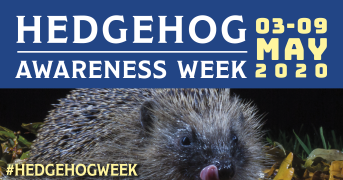 HEDGEHOG
AWARENESS WEEK
03-09
MAY
2020
#HEDGEHOGWEEK